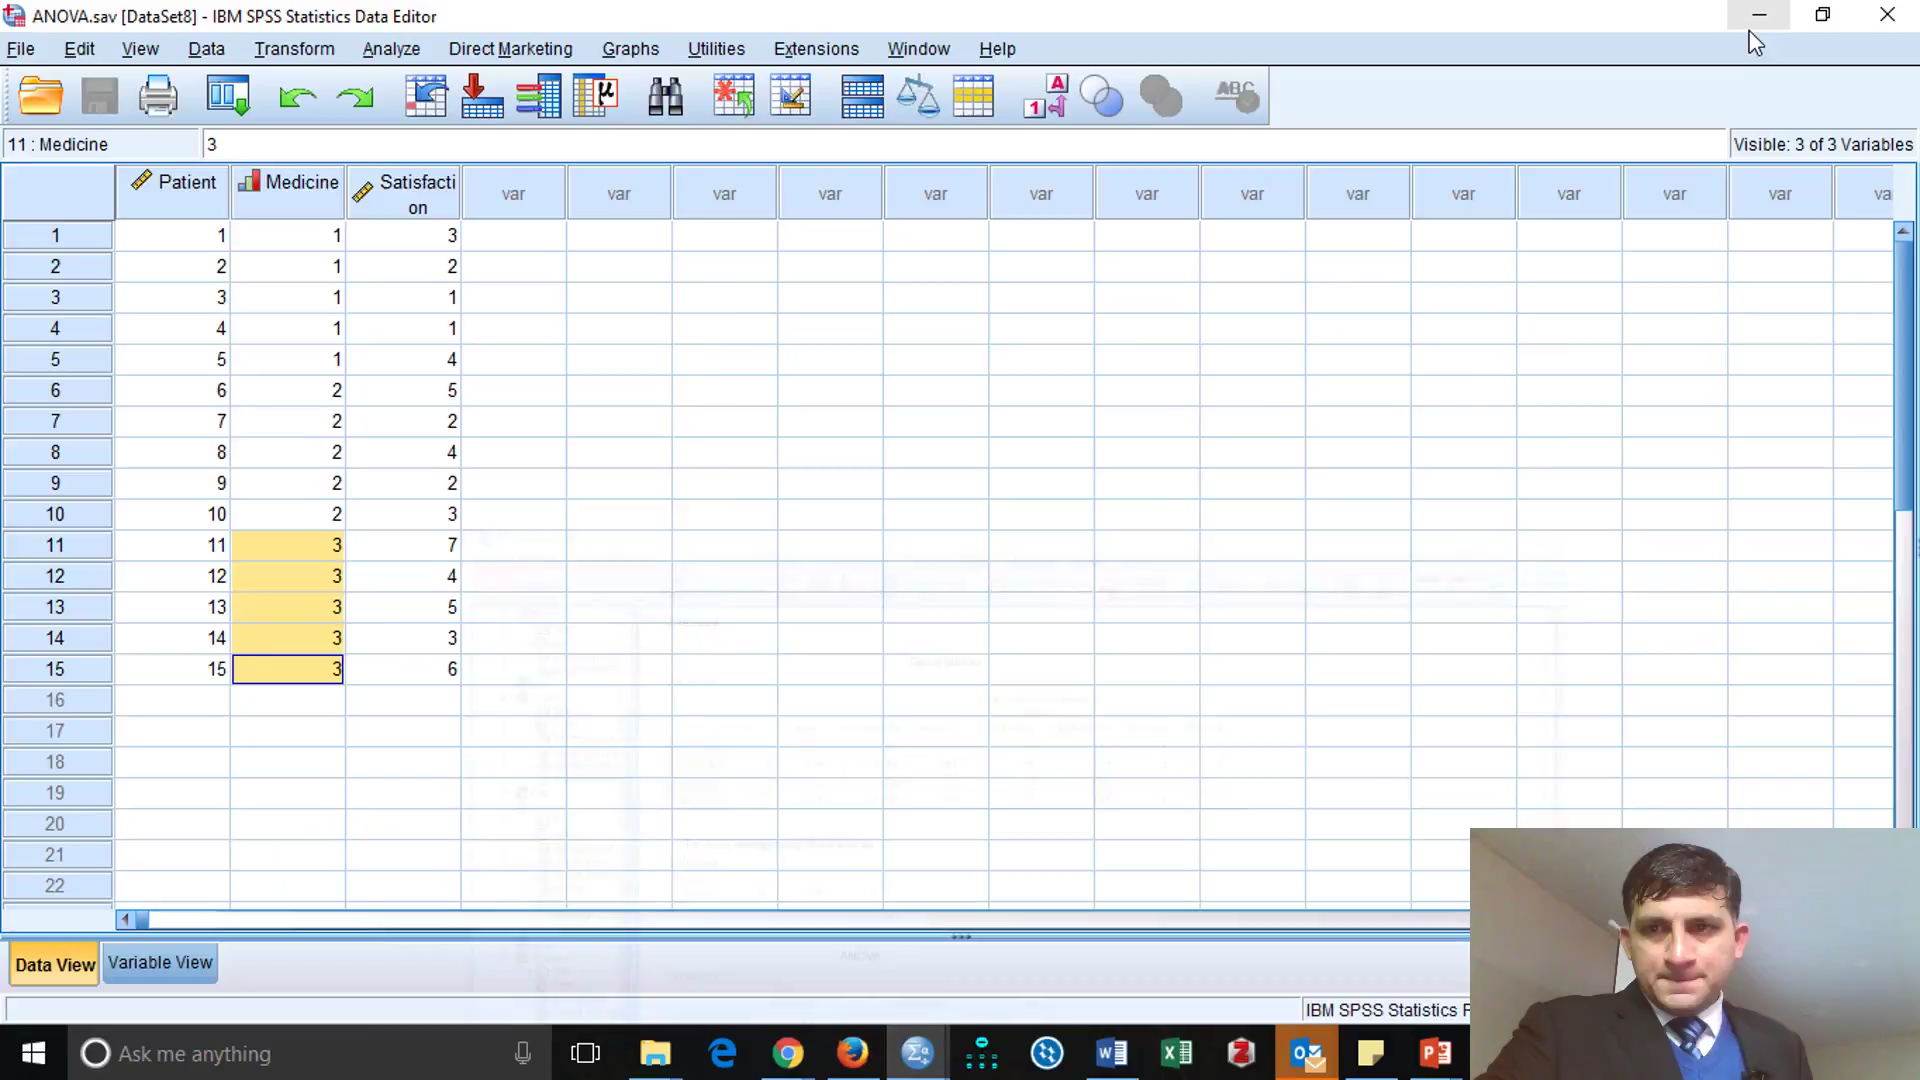 ANOVA.sav [DataSet8] - IBM SPSS Statistics Data Editor
File Edit View Data Transform Analyze Direct Marketing Graphs Utilities Extensions Window Help
11 : Medicine 3 Visible: 3 of 3 Variables
Patient Medicine Satisfacti
on var var var var var var var var var var var var var va
1 1 1 3
2 2 1 2
3 3 1 1
4 4 1 1
5 5 1 4
6 6 2 5
7 7 2 2
8 8 2 4
9 9 2 2
10 10 2 3
11 11 3 7
12 12 3 4
13 13 3 5
14 14 3 3
15 15 3 6
16
17
18
19
20
21
22
Data View Variable View
IBM SPSS Statistics P
Ask me anything